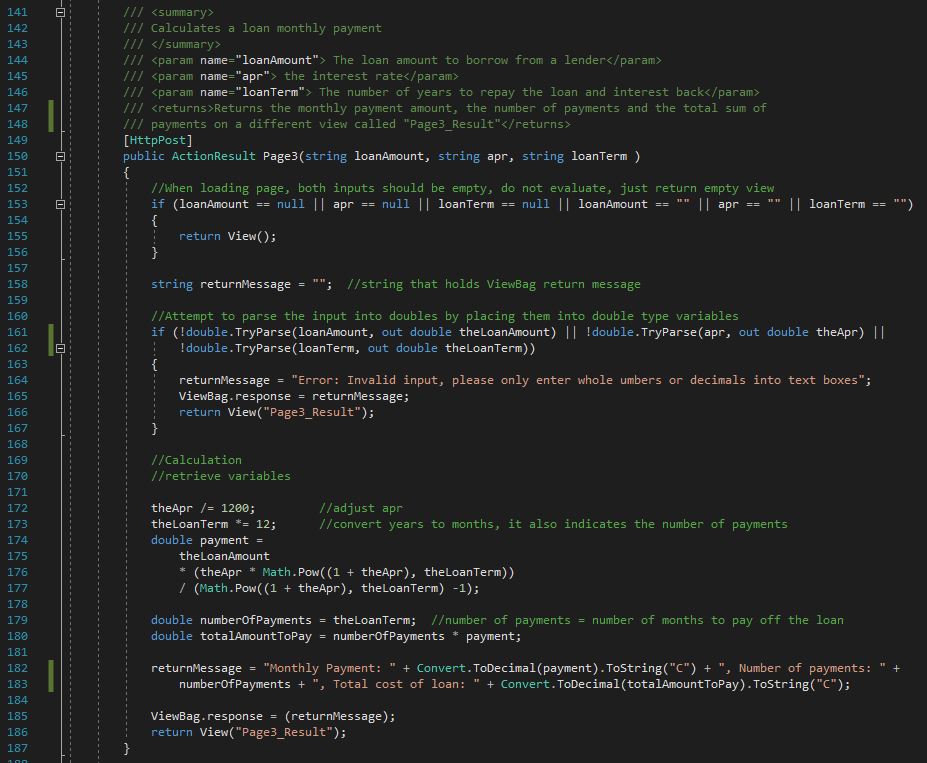 141 /// <summary>
142 /// Calculates a loan monthly payment
143 /// </summary>
144 /// <param name="loanAmount"> The loan amount to borrow from a lender</param>
145 /// <param name="apr"> the interest rate</param>
146 /// <param name="loanTerm"> The number of years to repay the loan and interest back</param>
147 /// <returns>Returns the monthly payment amount, the number of payments and the total sum of
148 /// payments on a different view called "Page3_Result"</returns>
149 [HttpPost]
150 public ActionResult Page3(string loanAmount, string apr, string loanTerm )
151 {
152 //When loading page, both inputs should be empty, do not evaluate, just return empty view
153 if (loanAmount == null || apr == null || loanTerm == null || loanAmount == "" || apr == "" || loanTerm == "")
154 {
155 return View();
156 }
157
158 string returnMessage = ""; //string that holds ViewBag return message
159
160 //Attempt to parse the input into doubles by placing them into double type variables
161 if (!double.TryParse(loanAmount, out double theLoanAmount) || !double.TryParse(apr, out double theApr) ||
162 !double.TryParse(loanTerm, out double theLoanTerm))
163 {
164 returnMessage = "Error: Invalid input, please only enter whole umbers or decimals into text boxes";
165 ViewBag.response = returnMessage;
166 return View("Page3_Result");
167 }
168
169 //Calculation
170 //retrieve variables
171
172 theApr /= 1200; //adjust apr
173 theLoanTerm *= 12; //convert years to months, it also indicates the number of payments
174 double payment =
175 theLoanAmount
176 * (theApr * Math.Pow((1 + theApr), theLoanTerm))
177 / (Math.Pow((1 + theApr), theLoanTerm) -1);
178
179 double numberOfPayments = theLoanTerm; //number of payments = number of months to pay off the loan
180 double totalAmountToPay = numberOfPayments * payment;
181
182 returnMessage = "Monthly Payment: " + Convert.ToDecimal(payment).ToString("C") + ", Number of payments: " +
183 numberOfPayments + ", Total cost of loan: " + Convert.ToDecimal(totalAmountToPay).ToString("C");
184
185 ViewBag.response = (returnMessage);
186 return View("Page3_Result");
187 }